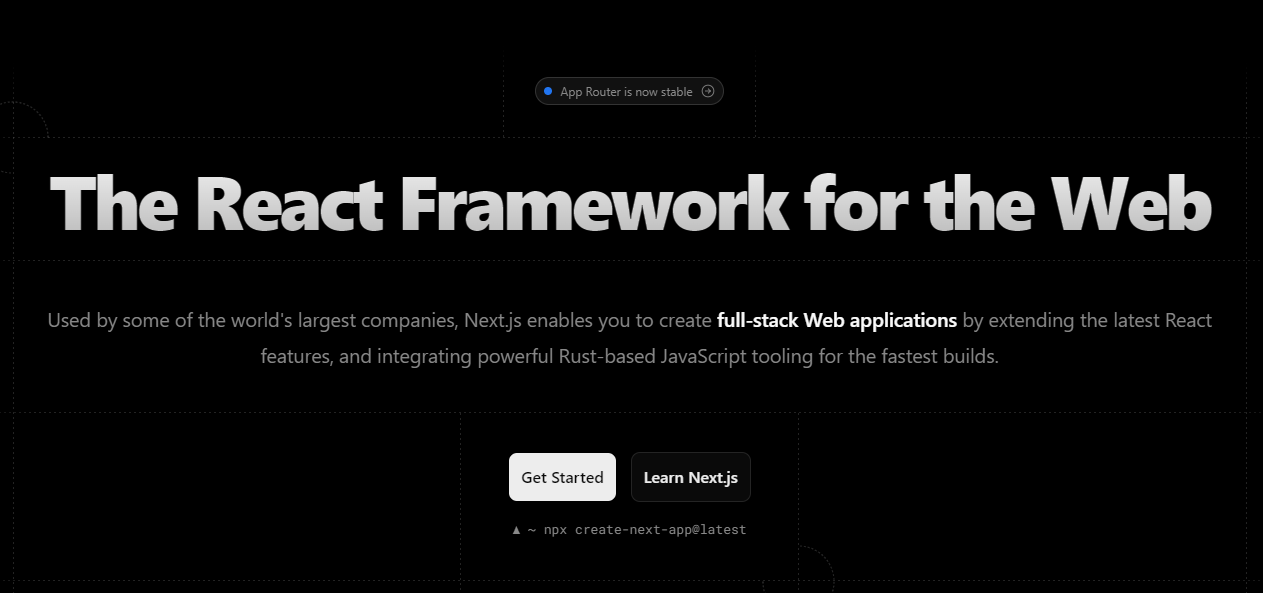 App Router is now stable
The React Framework for the Web
Used by some of the world's largest companies, Next.js enables you to create full-stack Web applications by extending the latest React
features, and integrating powerful Rust-based JavaScript tooling for the fastest builds.
Get Started
Learn Next.js
▲ ~ npx create-next-app@latest